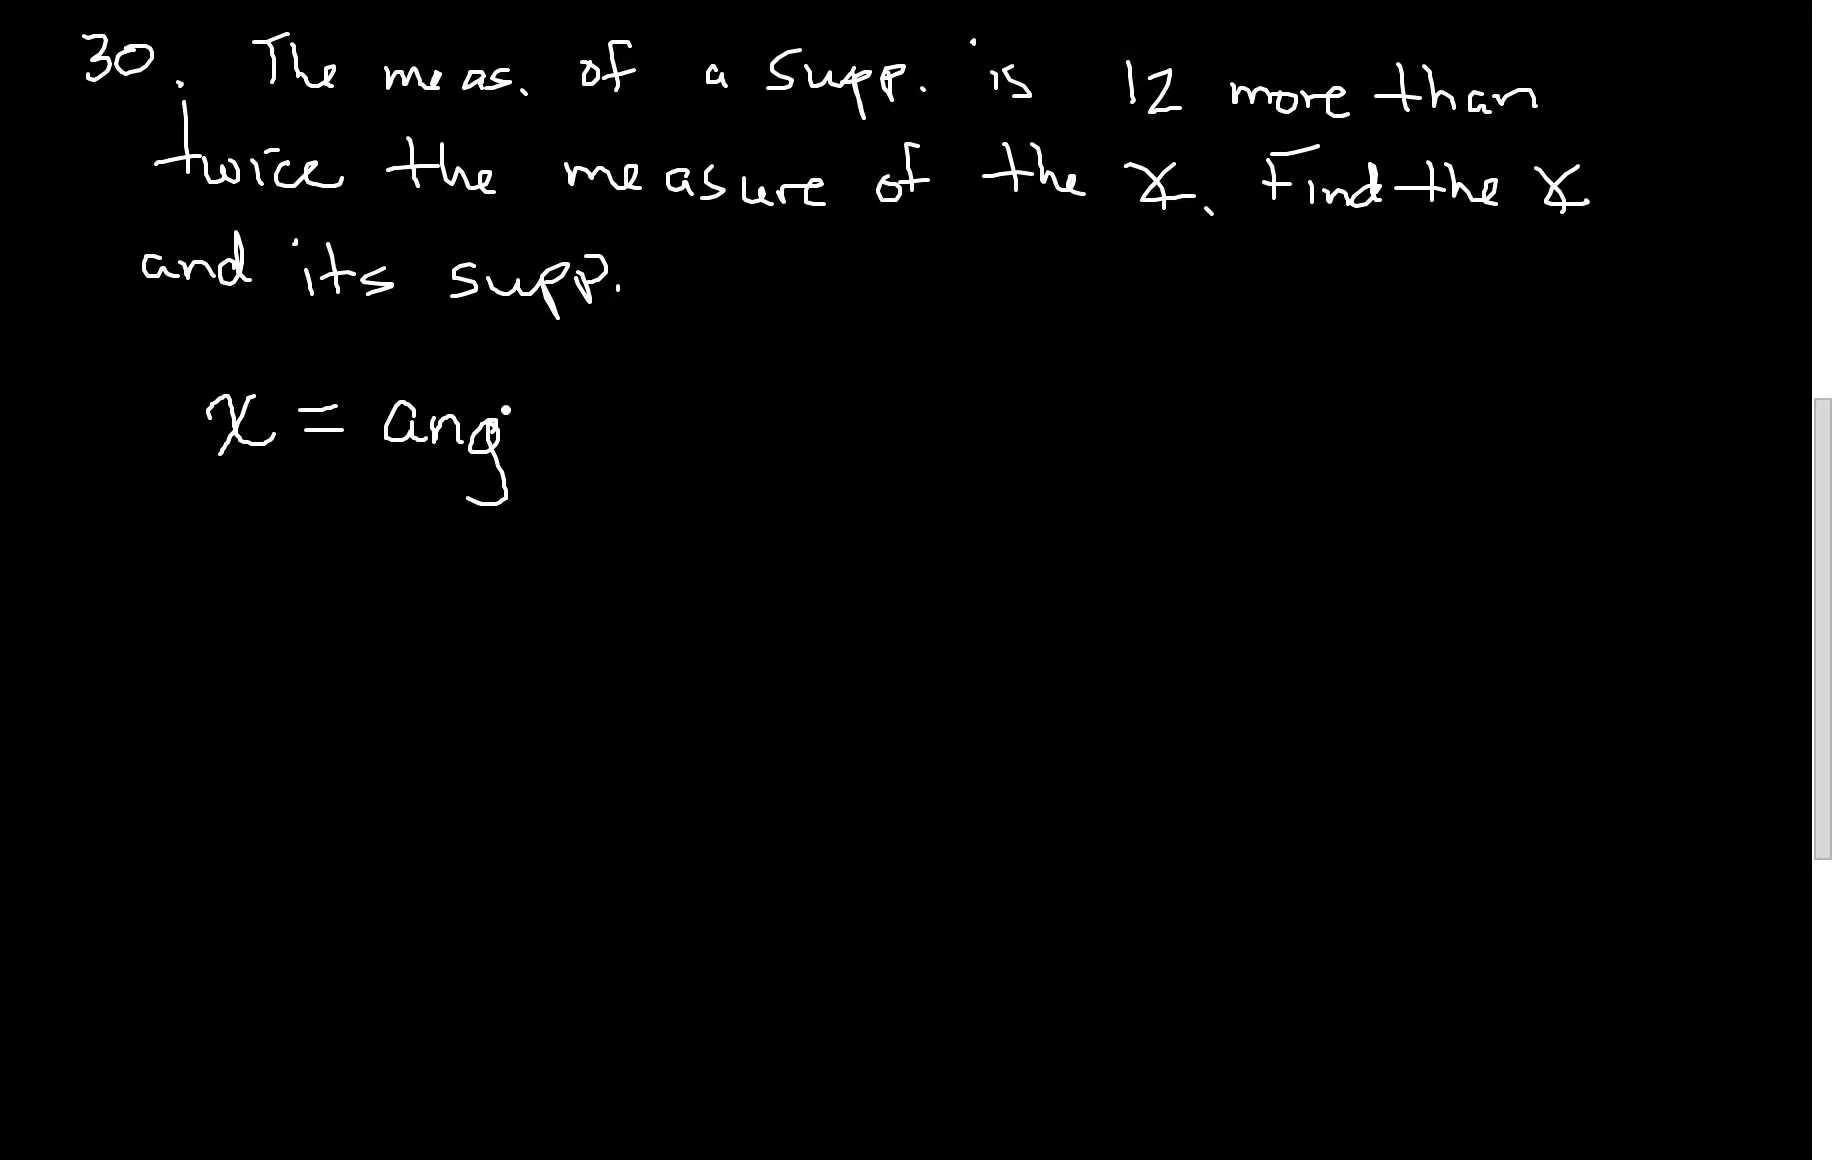 30. The meas. of a supp. is 12 more than
twice the measure of the ∡. Find the ∡
and its supp.
x = ang